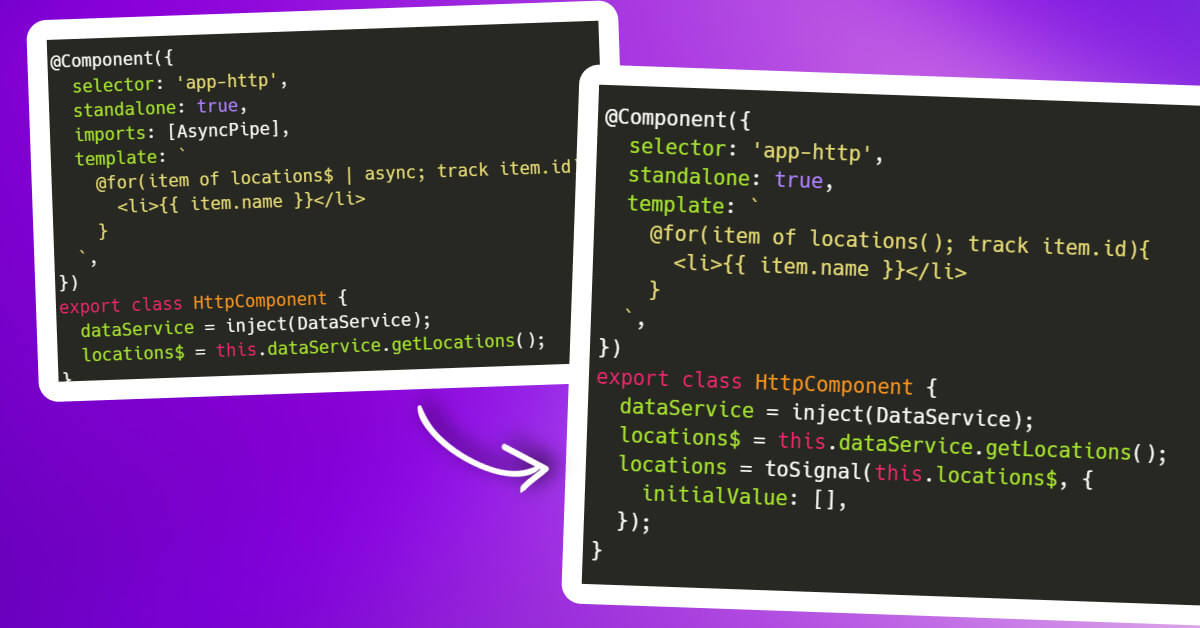 @Component({
  selector: 'app-http',
  standalone: true,
  imports: [AsyncPipe],
  template: `
    @for(item of locations$ | async; track item.id)
      <li>{{ item.name }}</li>
    }
  `,
})
export class HttpComponent {
  dataService = inject(DataService);
  locations$ = this.dataService.getLocations();
}
@Component({
  selector: 'app-http',
  standalone: true,
  template: `
    @for(item of locations(); track item.id){
      <li>{{ item.name }}</li>
    }
  `,
})
export class HttpComponent {
  dataService = inject(DataService);
  locations$ = this.dataService.getLocations();
  locations = toSignal(this.locations$, {
    initialValue: [],
  });
}